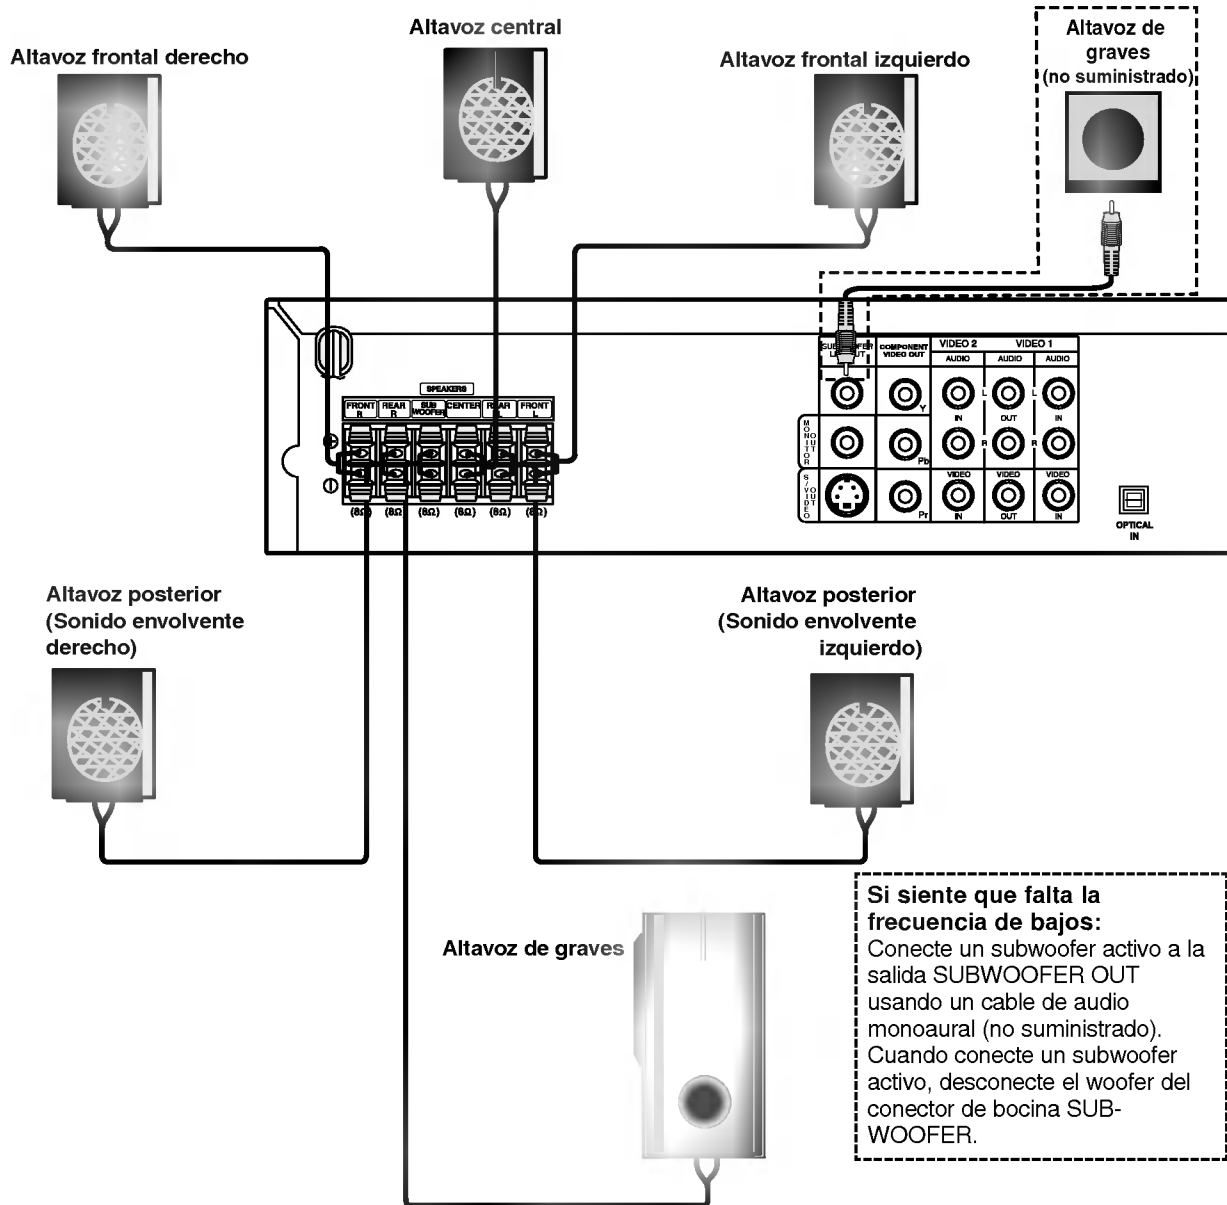 Altavoz frontal derecho
Altavoz central
Altavoz frontal izquierdo
Altavoz de
graves
(no suministrado)
SPEAKERS
FRONT
R
REAR
R
SUB
WOOFER
CENTER
FRONT
L
(8Ω)
(8Ω
(8Ω)
(8Ω)
(8Ω)
(8Ω)
COMPONENT
VIDEO OUT
VIDEO 2
VIDEO 1
AUDIO
AUDIO
AUDIO
Y
L
L
IN
OUT
IN
MONITOR
OUT
Pb
R
R
S/VIDEO
OUT
Pr
VIDEO
VIDEO
VIDEO
IN
OUT
IN
OPTICAL
IN
Altavoz posterior
(Sonido envolvente
derecho)
Altavoz posterior
(Sonido envolvente
izquierdo)
Altavoz de graves
Si siente que falta la
frecuencia de bajos:
Conecte un subwoofer activo a la
salida SUBWOOFER OUT
usando un cable de audio
monoaural (no suministrado).
Cuando conecte un subwoofer
activo, desconecte el woofer del
conector de bocina SUB-
WOOFER.